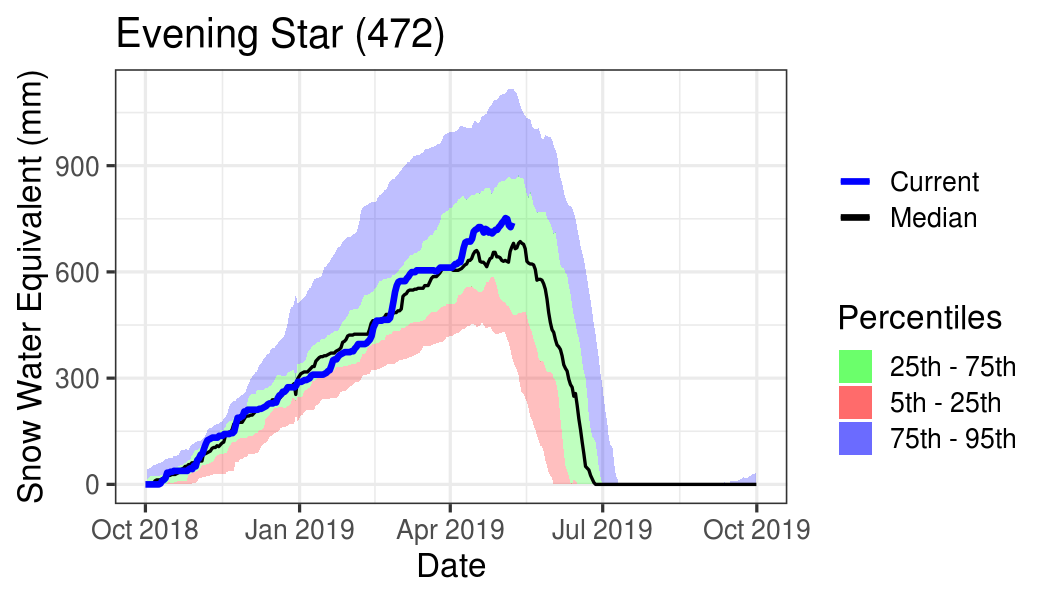 Evening Star (472)
Snow Water Equivalent (mm)
900
600
300
0
Oct 2018
Jan 2019
Apr 2019
Jul 2019
Oct 2019
Date
Current
Median
Percentiles
25th - 75th
5th - 25th
75th - 95th